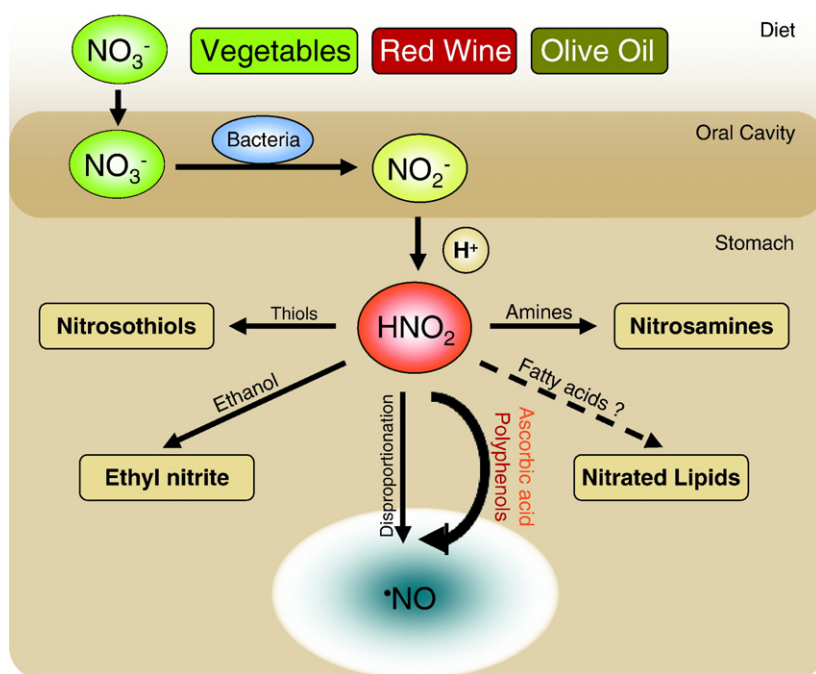 Diet
NO₃⁻
Vegetables
Red Wine
Olive Oil
Oral Cavity
NO₃⁻
Bacteria
NO₂⁻
Stomach
H⁺
HNO₂
Thiols
Nitrosothiols
Amines
Nitrosamines
Ethanol
Ethyl nitrite
Fatty acids ?
Nitrated Lipids
Disproportionation
Ascorbic acid
Polyphenols
•NO